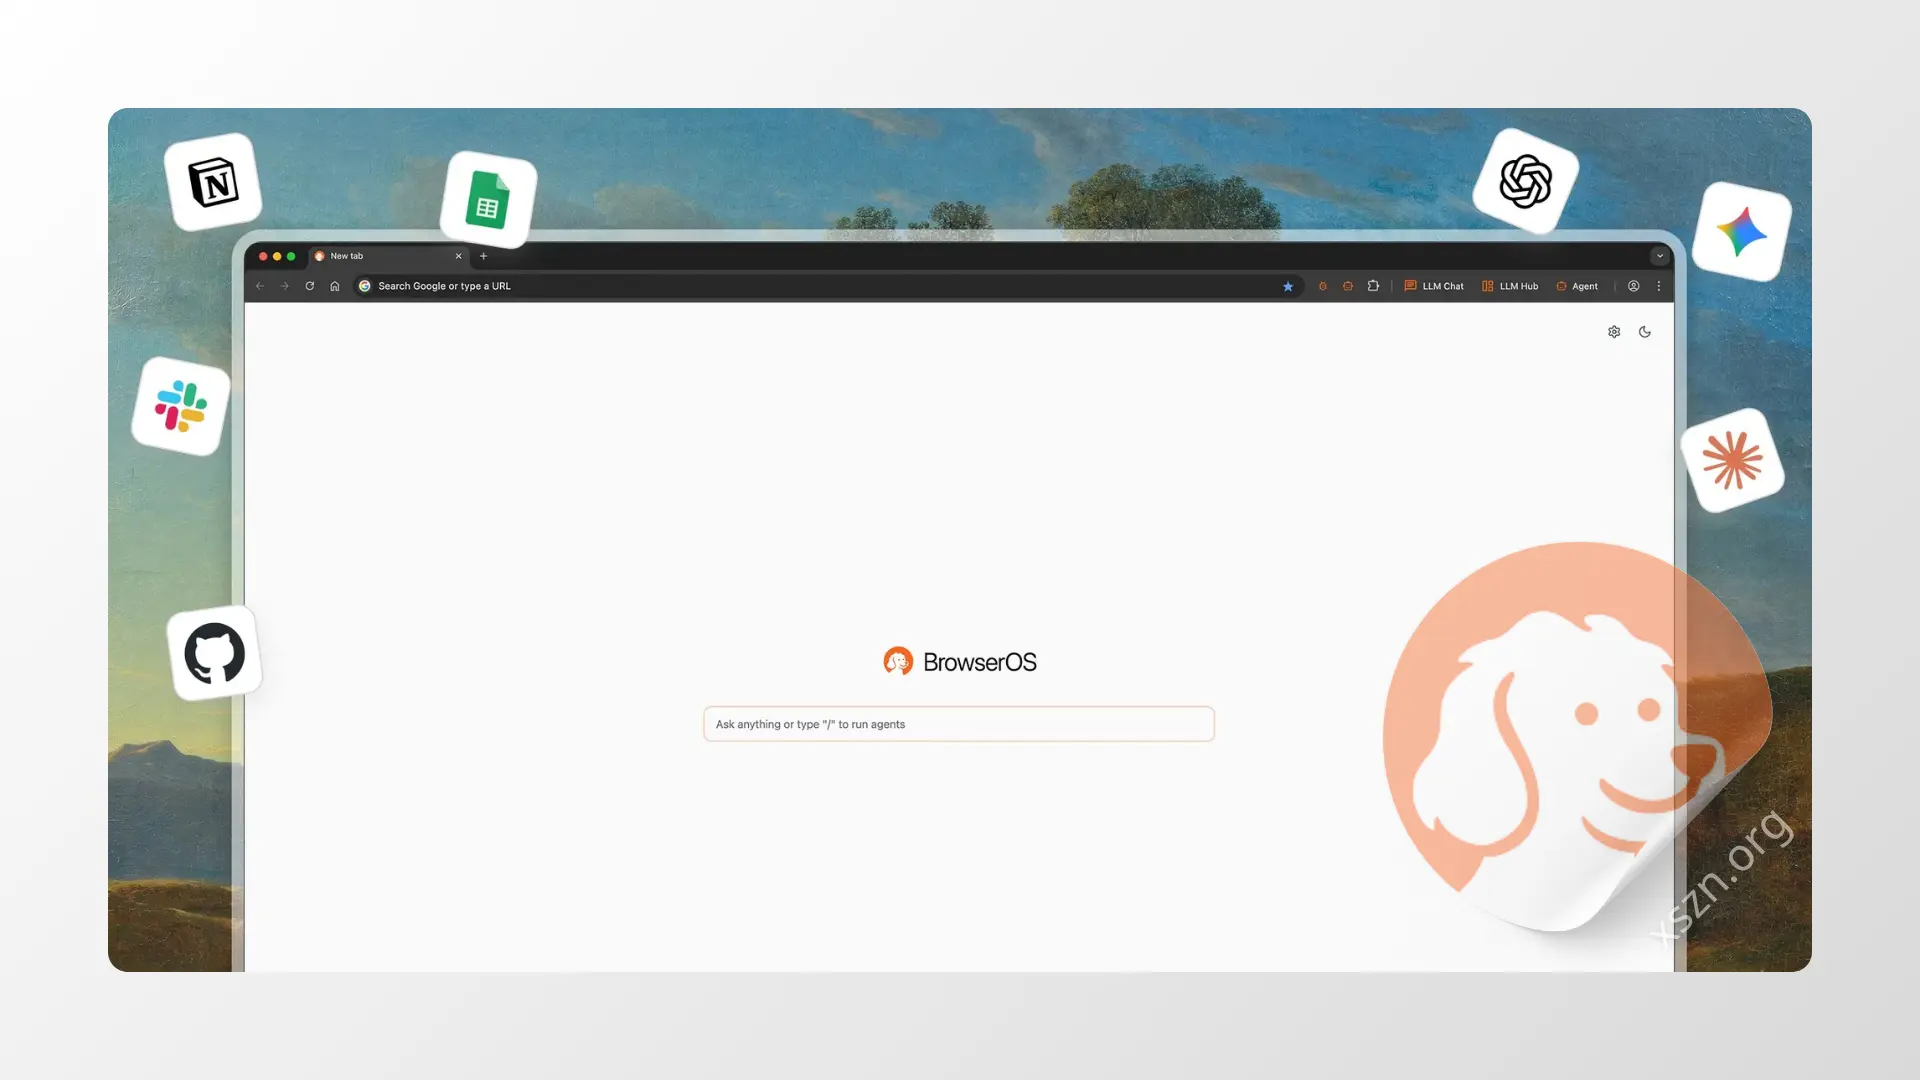 New tab
Search Google or type a URL
LLM Chat
LLM Hub
Agent
BrowserOS
Ask anything or type "/" to run agents
xszn.org